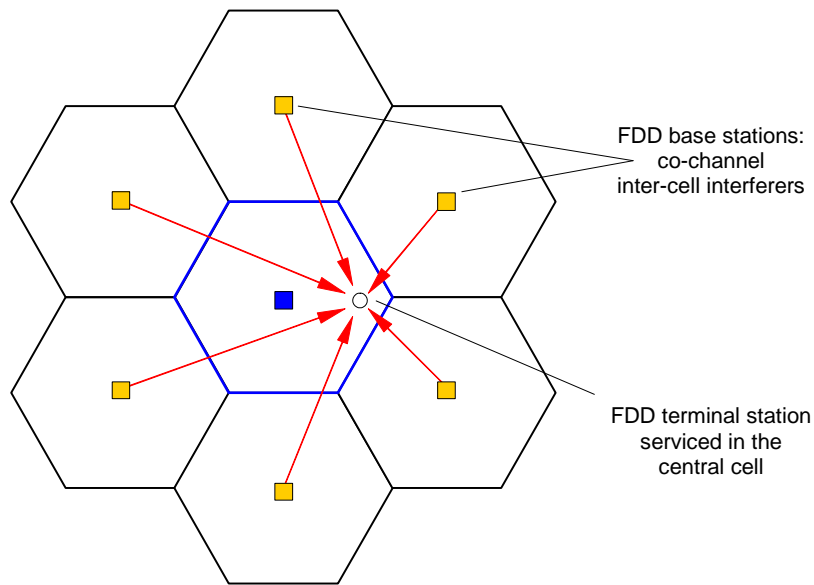 FDD base stations:
co-channel
inter-cell interferers
FDD terminal station
serviced in the
central cell